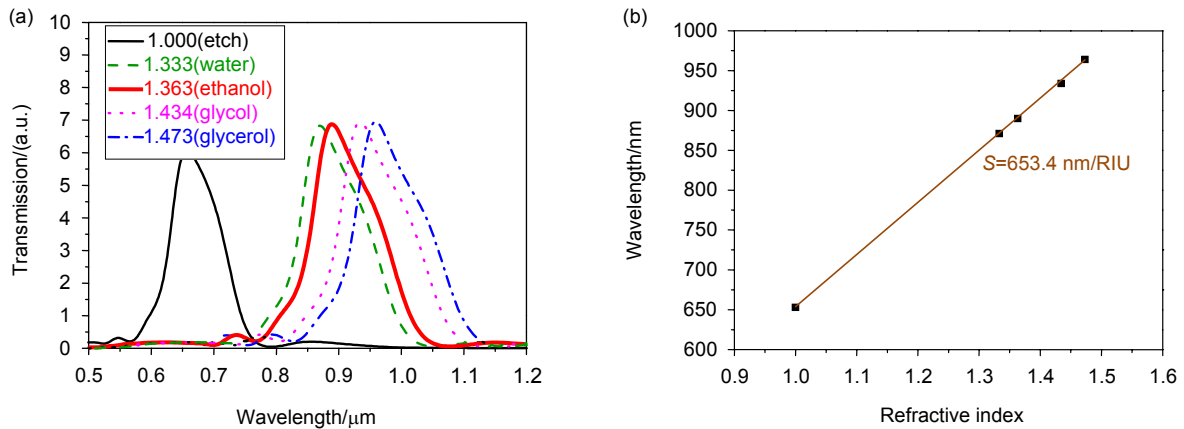 (a)
10
9
8
7
6
5
4
3
2
1
0
Transmission/(a.u.)
1.000(etch)
1.333(water)
1.363(ethanol)
1.434(glycol)
1.473(glycerol)
0.5 0.6 0.7 0.8 0.9 1.0 1.1 1.2
Wavelength/μm
(b)
1000
950
900
850
800
750
700
650
600
Wavelength/nm
S=653.4 nm/RIU
0.9 1.0 1.1 1.2 1.3 1.4 1.5 1.6
Refractive index